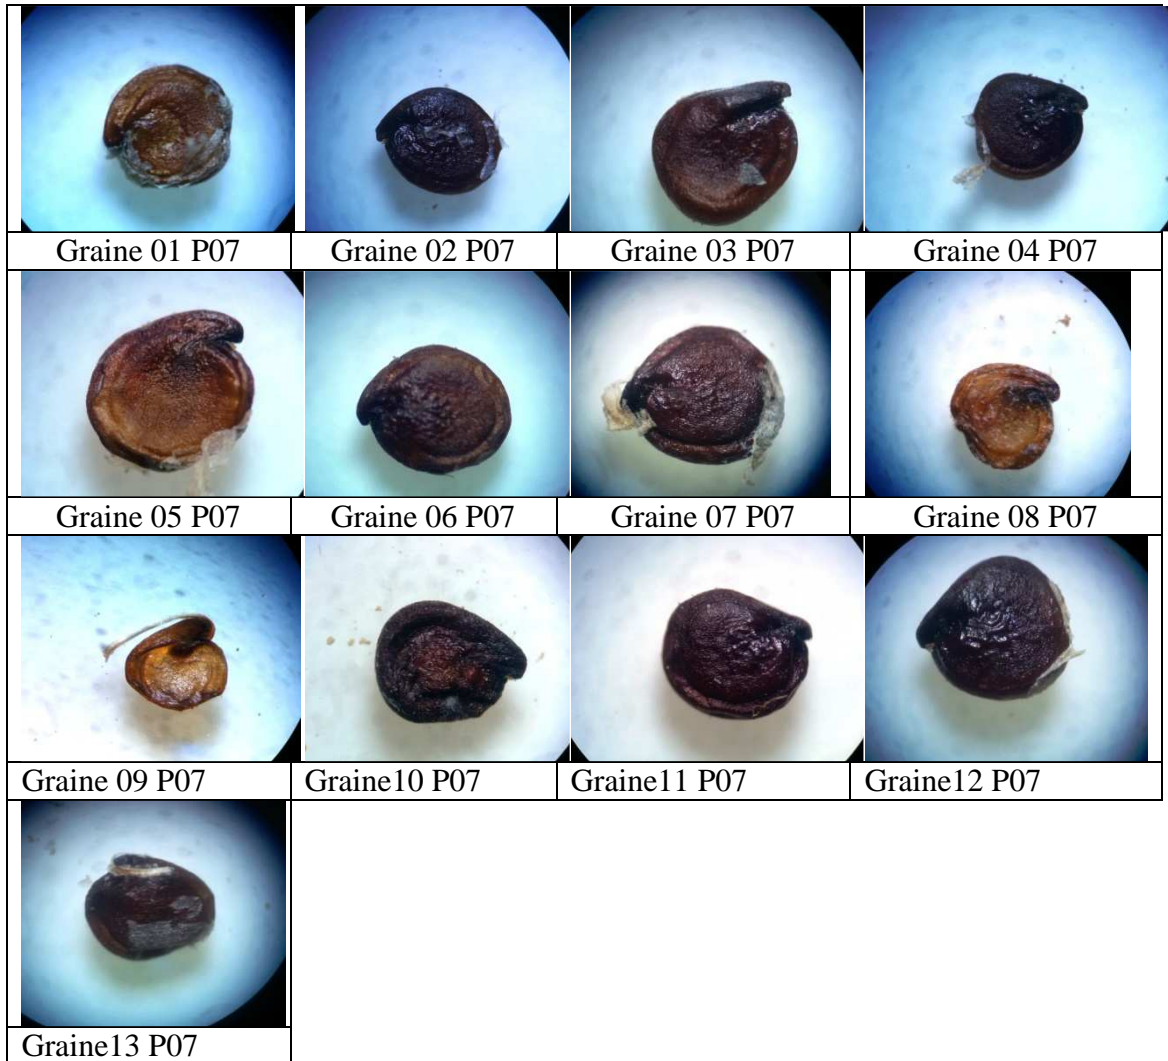 Graine 01 P07
Graine 02 P07
Graine 03 P07
Graine 04 P07
Graine 05 P07
Graine 06 P07
Graine 07 P07
Graine 08 P07
Graine 09 P07
Graine10 P07
Graine11 P07
Graine12 P07
Graine13 P07